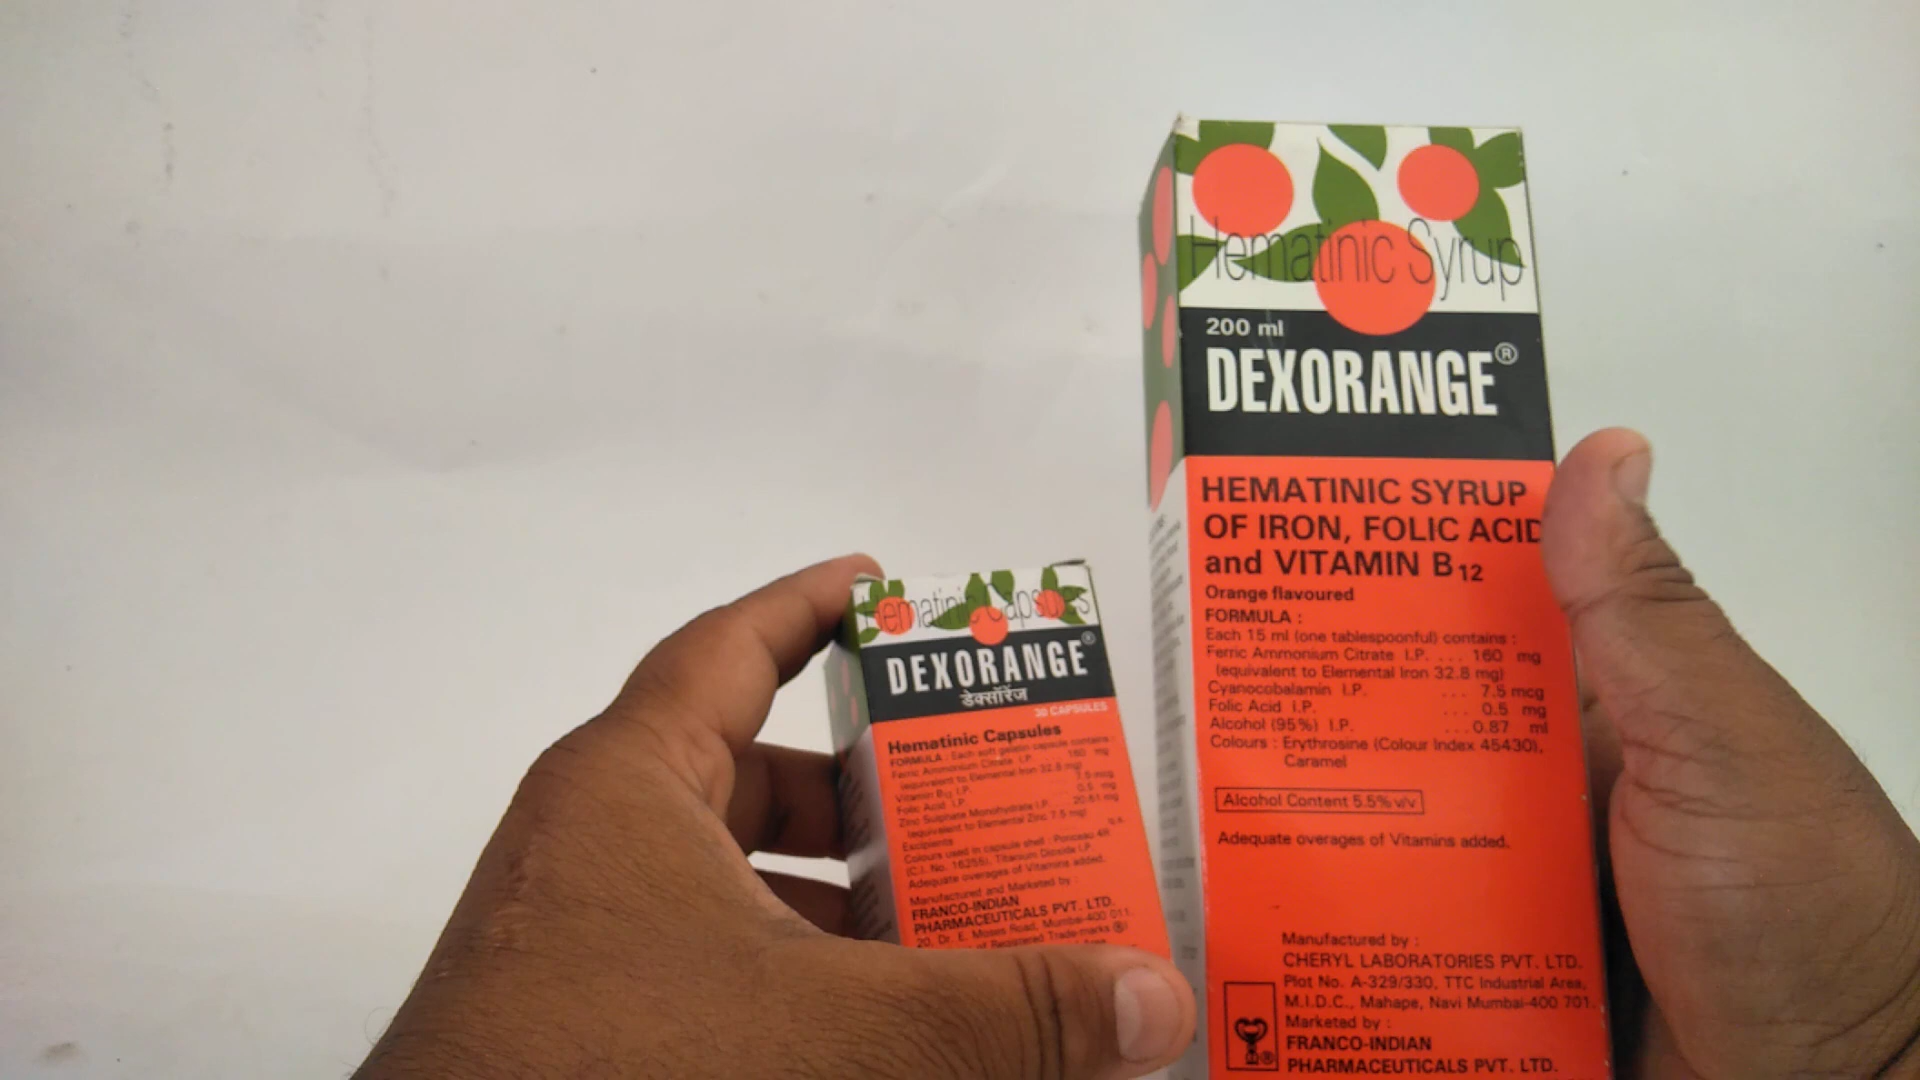 Hematinic Capsules
DEXORANGE®
डेक्सॉरेंज
30 CAPSULES
Hematinic Capsules
FORMULA : Each soft gelatin capsule contains :
Ferric Ammonium Citrate I.P. ... 160 mg
(equivalent to Elemental Iron 32.8 mg)
Vitamin B12 I.P. 7.5 mcg
Folic Acid I.P. 0.5 mg
Zinc Sulphate Monohydrate I.P. ... 20.61 mg
(equivalent to Elemental Zinc 7.5 mg)
Excipients q.s.
Colours used in capsule shell : Ponceau 4R
(C.I. No. 16255), Titanium Dioxide I.P.
Adequate overages of Vitamins added.
Manufactured and Marketed by :
FRANCO-INDIAN
PHARMACEUTICALS PVT. LTD.
20, Dr. E. Moses Road, Mumbai-400 011.
of Registered Trade-marks ®
Hematinic Syrup
200 ml
DEXORANGE®
HEMATINIC SYRUP
OF IRON, FOLIC ACID
and VITAMIN B12
Orange flavoured
FORMULA :
Each 15 ml (one tablespoonful) contains :
Ferric Ammonium Citrate I.P. ... 160 mg
(equivalent to Elemental Iron 32.8 mg)
Cyanocobalamin I.P. ... 7.5 mcg
Folic Acid I.P. ... 0.5 mg
Alcohol (95%) I.P. ... 0.87 ml
Colours : Erythrosine (Colour Index 45430),
Caramel
Alcohol Content 5.5% v/v
Adequate overages of Vitamins added.
Manufactured by :
CHERYL LABORATORIES PVT. LTD.
Plot No. A-329/330, TTC Industrial Area,
M.I.D.C., Mahape, Navi Mumbai-400 701.
Marketed by :
FRANCO-INDIAN
PHARMACEUTICALS PVT. LTD.